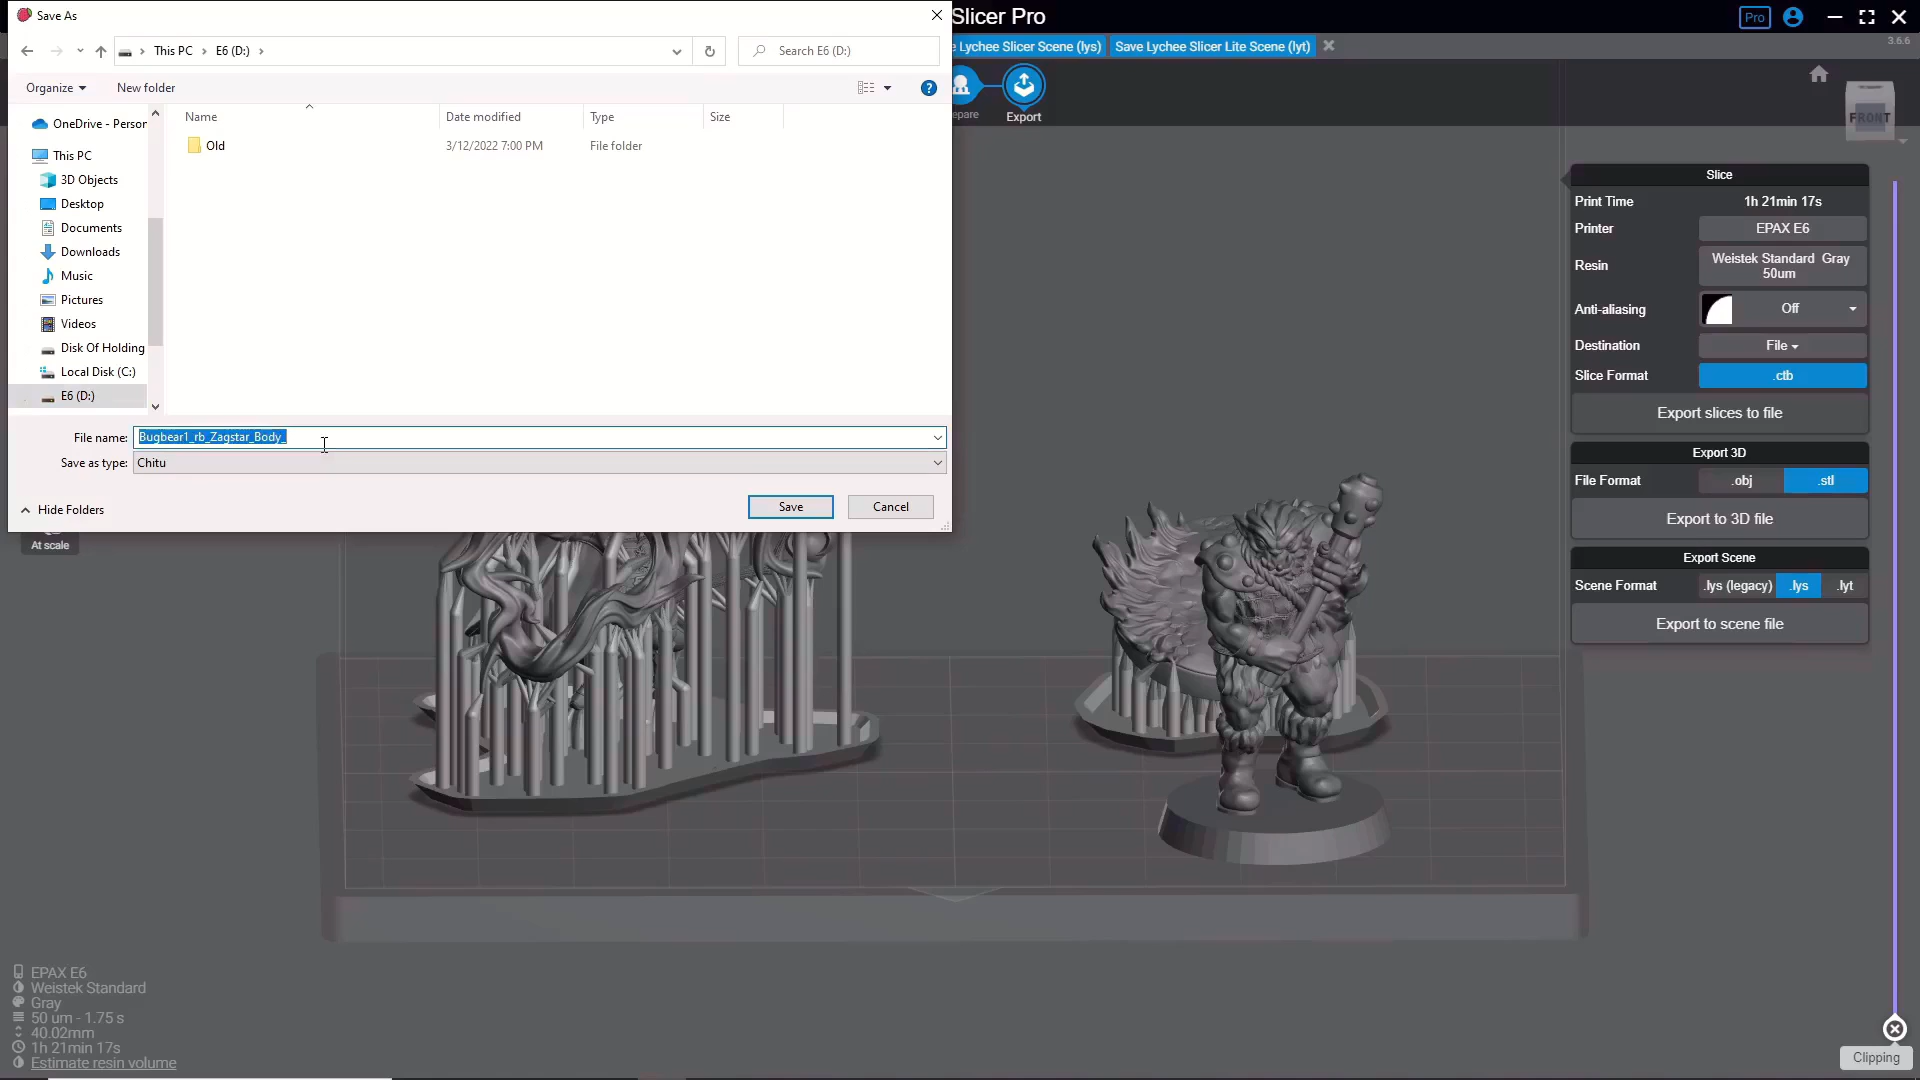 Save As
Slicer Pro
Pro
This PC
E6 (D:)
Search E6 (D:)
e Lychee Slicer Scene (lys)
Save Lychee Slicer Lite Scene (lyt)
3.6.6
Organize
New folder
epare
Export
FRONT
Name
Date modified
Type
Size
Old
3/12/2022 7:00 PM
File folder
OneDrive - Person
This PC
3D Objects
Desktop
Documents
Downloads
Music
Pictures
Videos
Disk Of Holding
Local Disk (C:)
E6 (D:)
File name:
Bugbear1_rb_Zagstar_Body_
Save as type:
Chitu
Hide Folders
Save
Cancel
At scale
Slice
Print Time
1h 21min 17s
Printer
EPAX E6
Resin
Weistek Standard Gray
50um
Anti-aliasing
Off
Destination
File
Slice Format
.ctb
Export slices to file
Export 3D
File Format
.obj
.stl
Export to 3D file
Export Scene
Scene Format
.lys (legacy)
.lys
.lyt
Export to scene file
EPAX E6
Weistek Standard
Gray
50 um - 1.75 s
40.02mm
1h 21min 17s
Estimate resin volume
Clipping